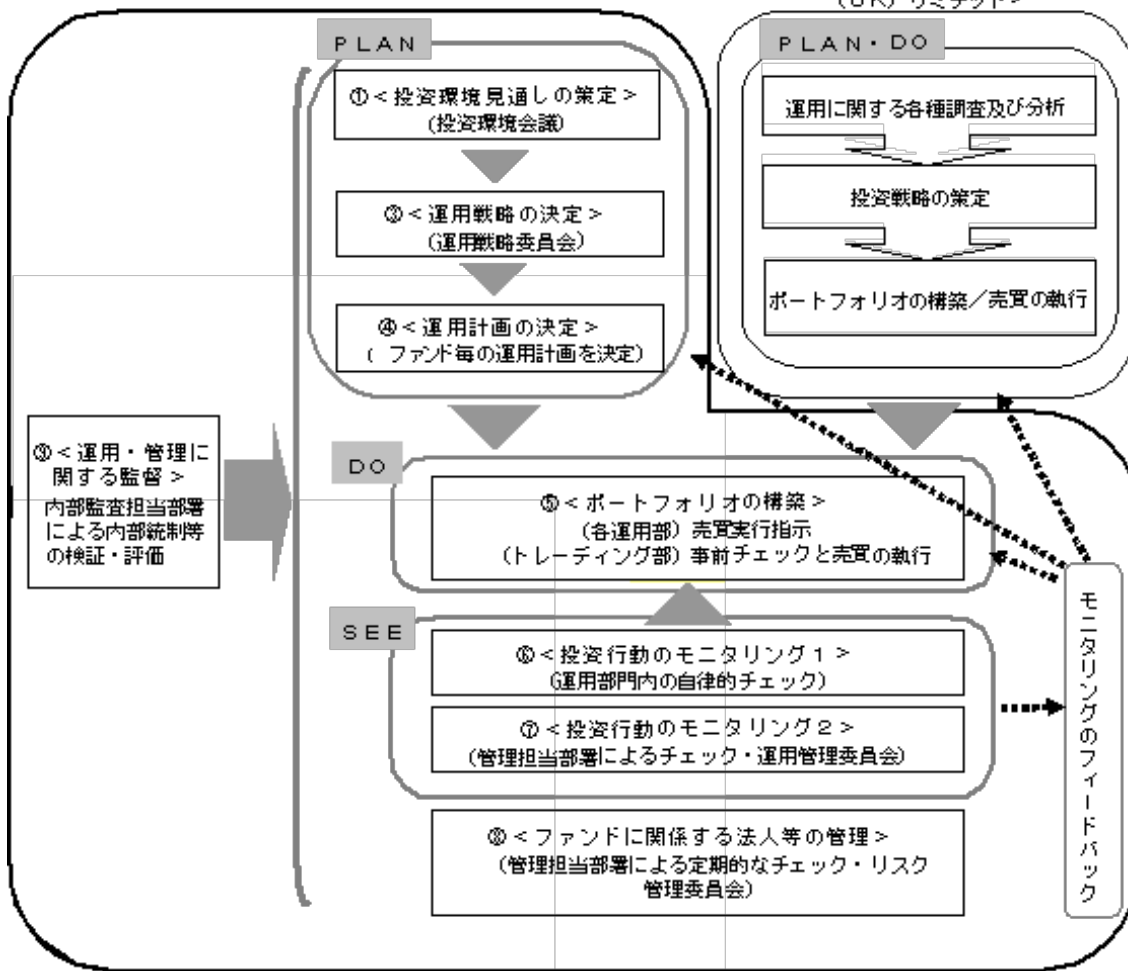 (UK) リミテッド>
PLAN
①<投資環境見通しの策定>
(投資環境会議)
③<運用戦略の決定>
(運用戦略委員会)
④<運用計画の決定>
( ファンド毎の運用計画を決定)
PLAN・DO
運用に関する各種調査及び分析
投資戦略の策定
ポートフォリオの構築/売買の執行
⑨<運用・管理に
関する監督>
内部監査担当部署
による内部統制等
の検証・評価
DO
⑤<ポートフォリオの構築>
(各運用部) 売買実行指示
(トレーディング部) 事前チェックと売買の執行
SEE
⑥<投資行動のモニタリング1>
(運用部門内の自律的チェック)
⑦<投資行動のモニタリング2>
(管理担当部署によるチェック・運用管理委員会)
⑧<ファンドに関係する法人等の管理>
(管理担当部署による定期的なチェック・リスク
管理委員会)
モニタリングのフィードバック